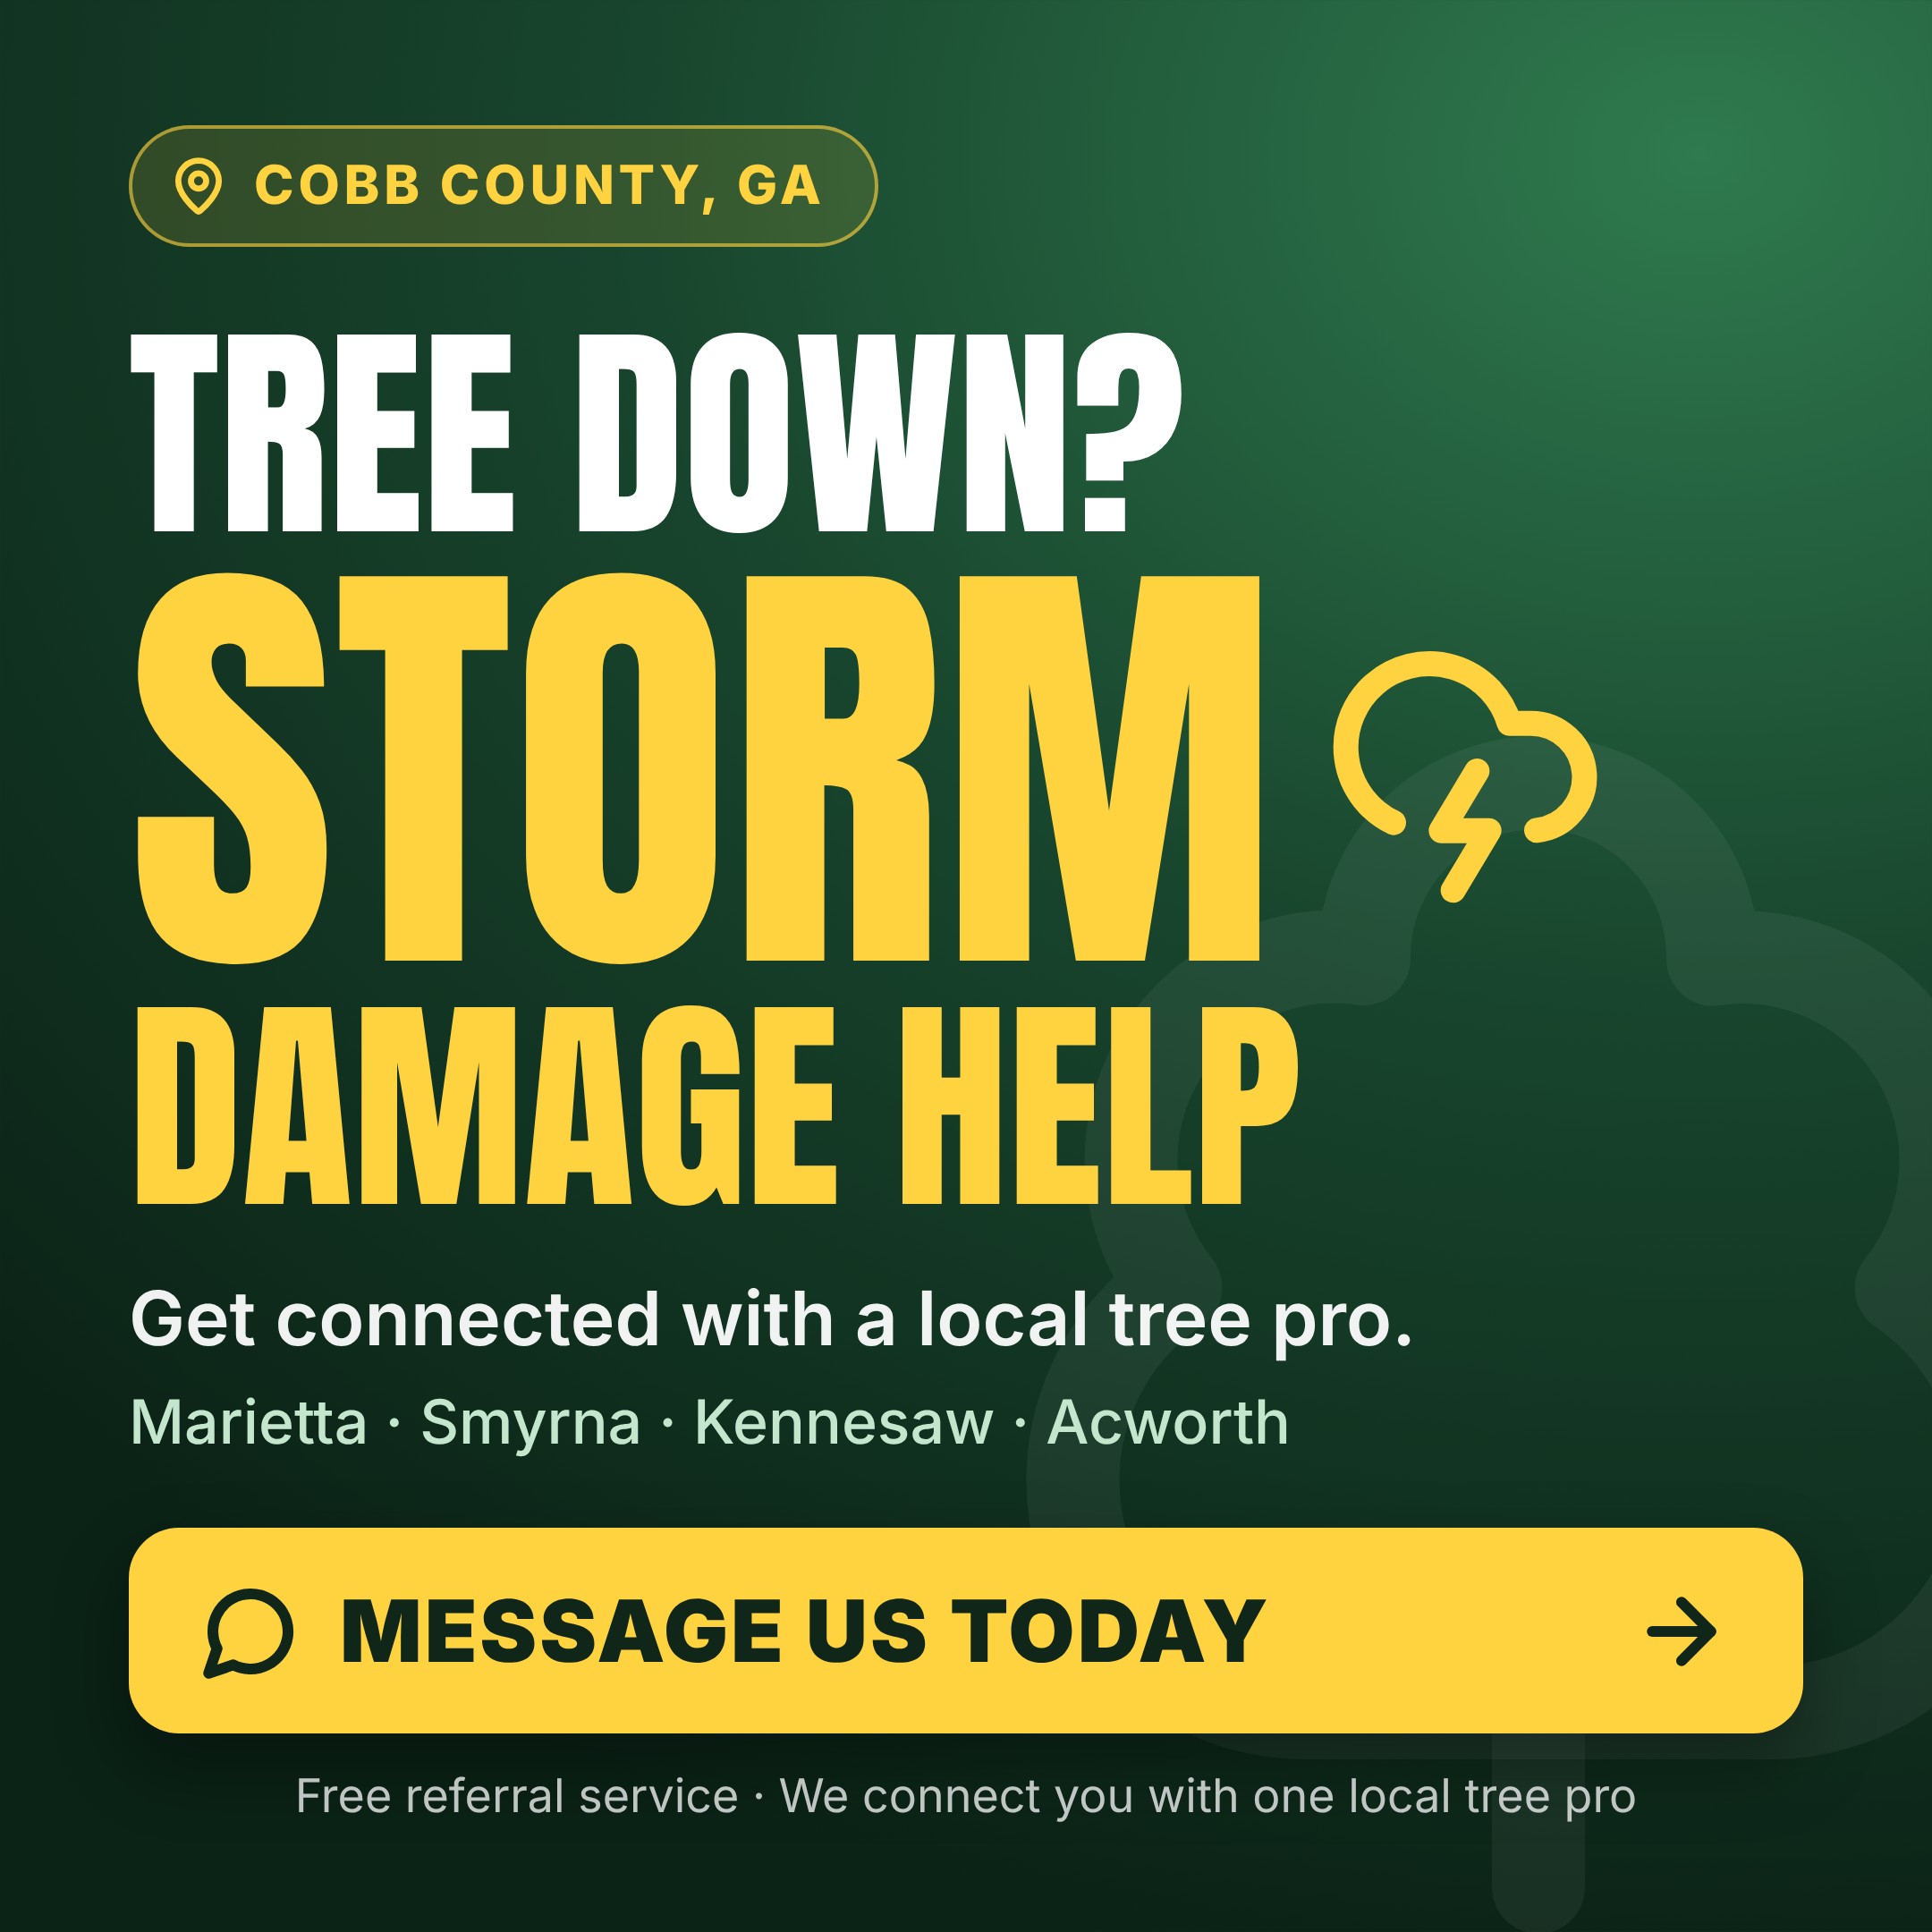 COBB COUNTY, GA
TREE DOWN?
STORM
DAMAGE HELP
Get connected with a local tree pro.
Marietta · Smyrna · Kennesaw · Acworth
MESSAGE US TODAY
Free referral service · We connect you with one local tree pro